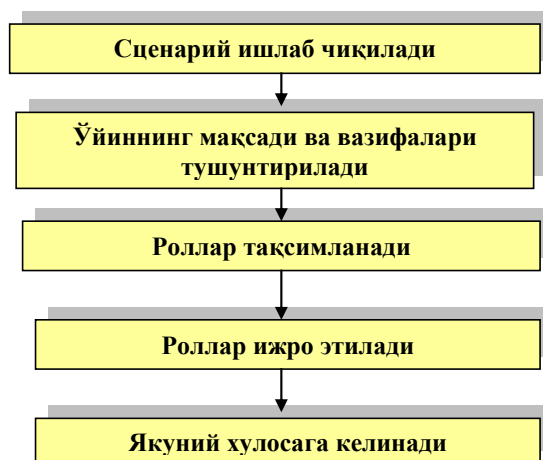 Сценарий ишлаб чиқилади
Ўйиннинг мақсади ва вазифалари
тушунтирилади
Роллар тақсимланади
Роллар ижро этилади
Якуний хулосага келинади